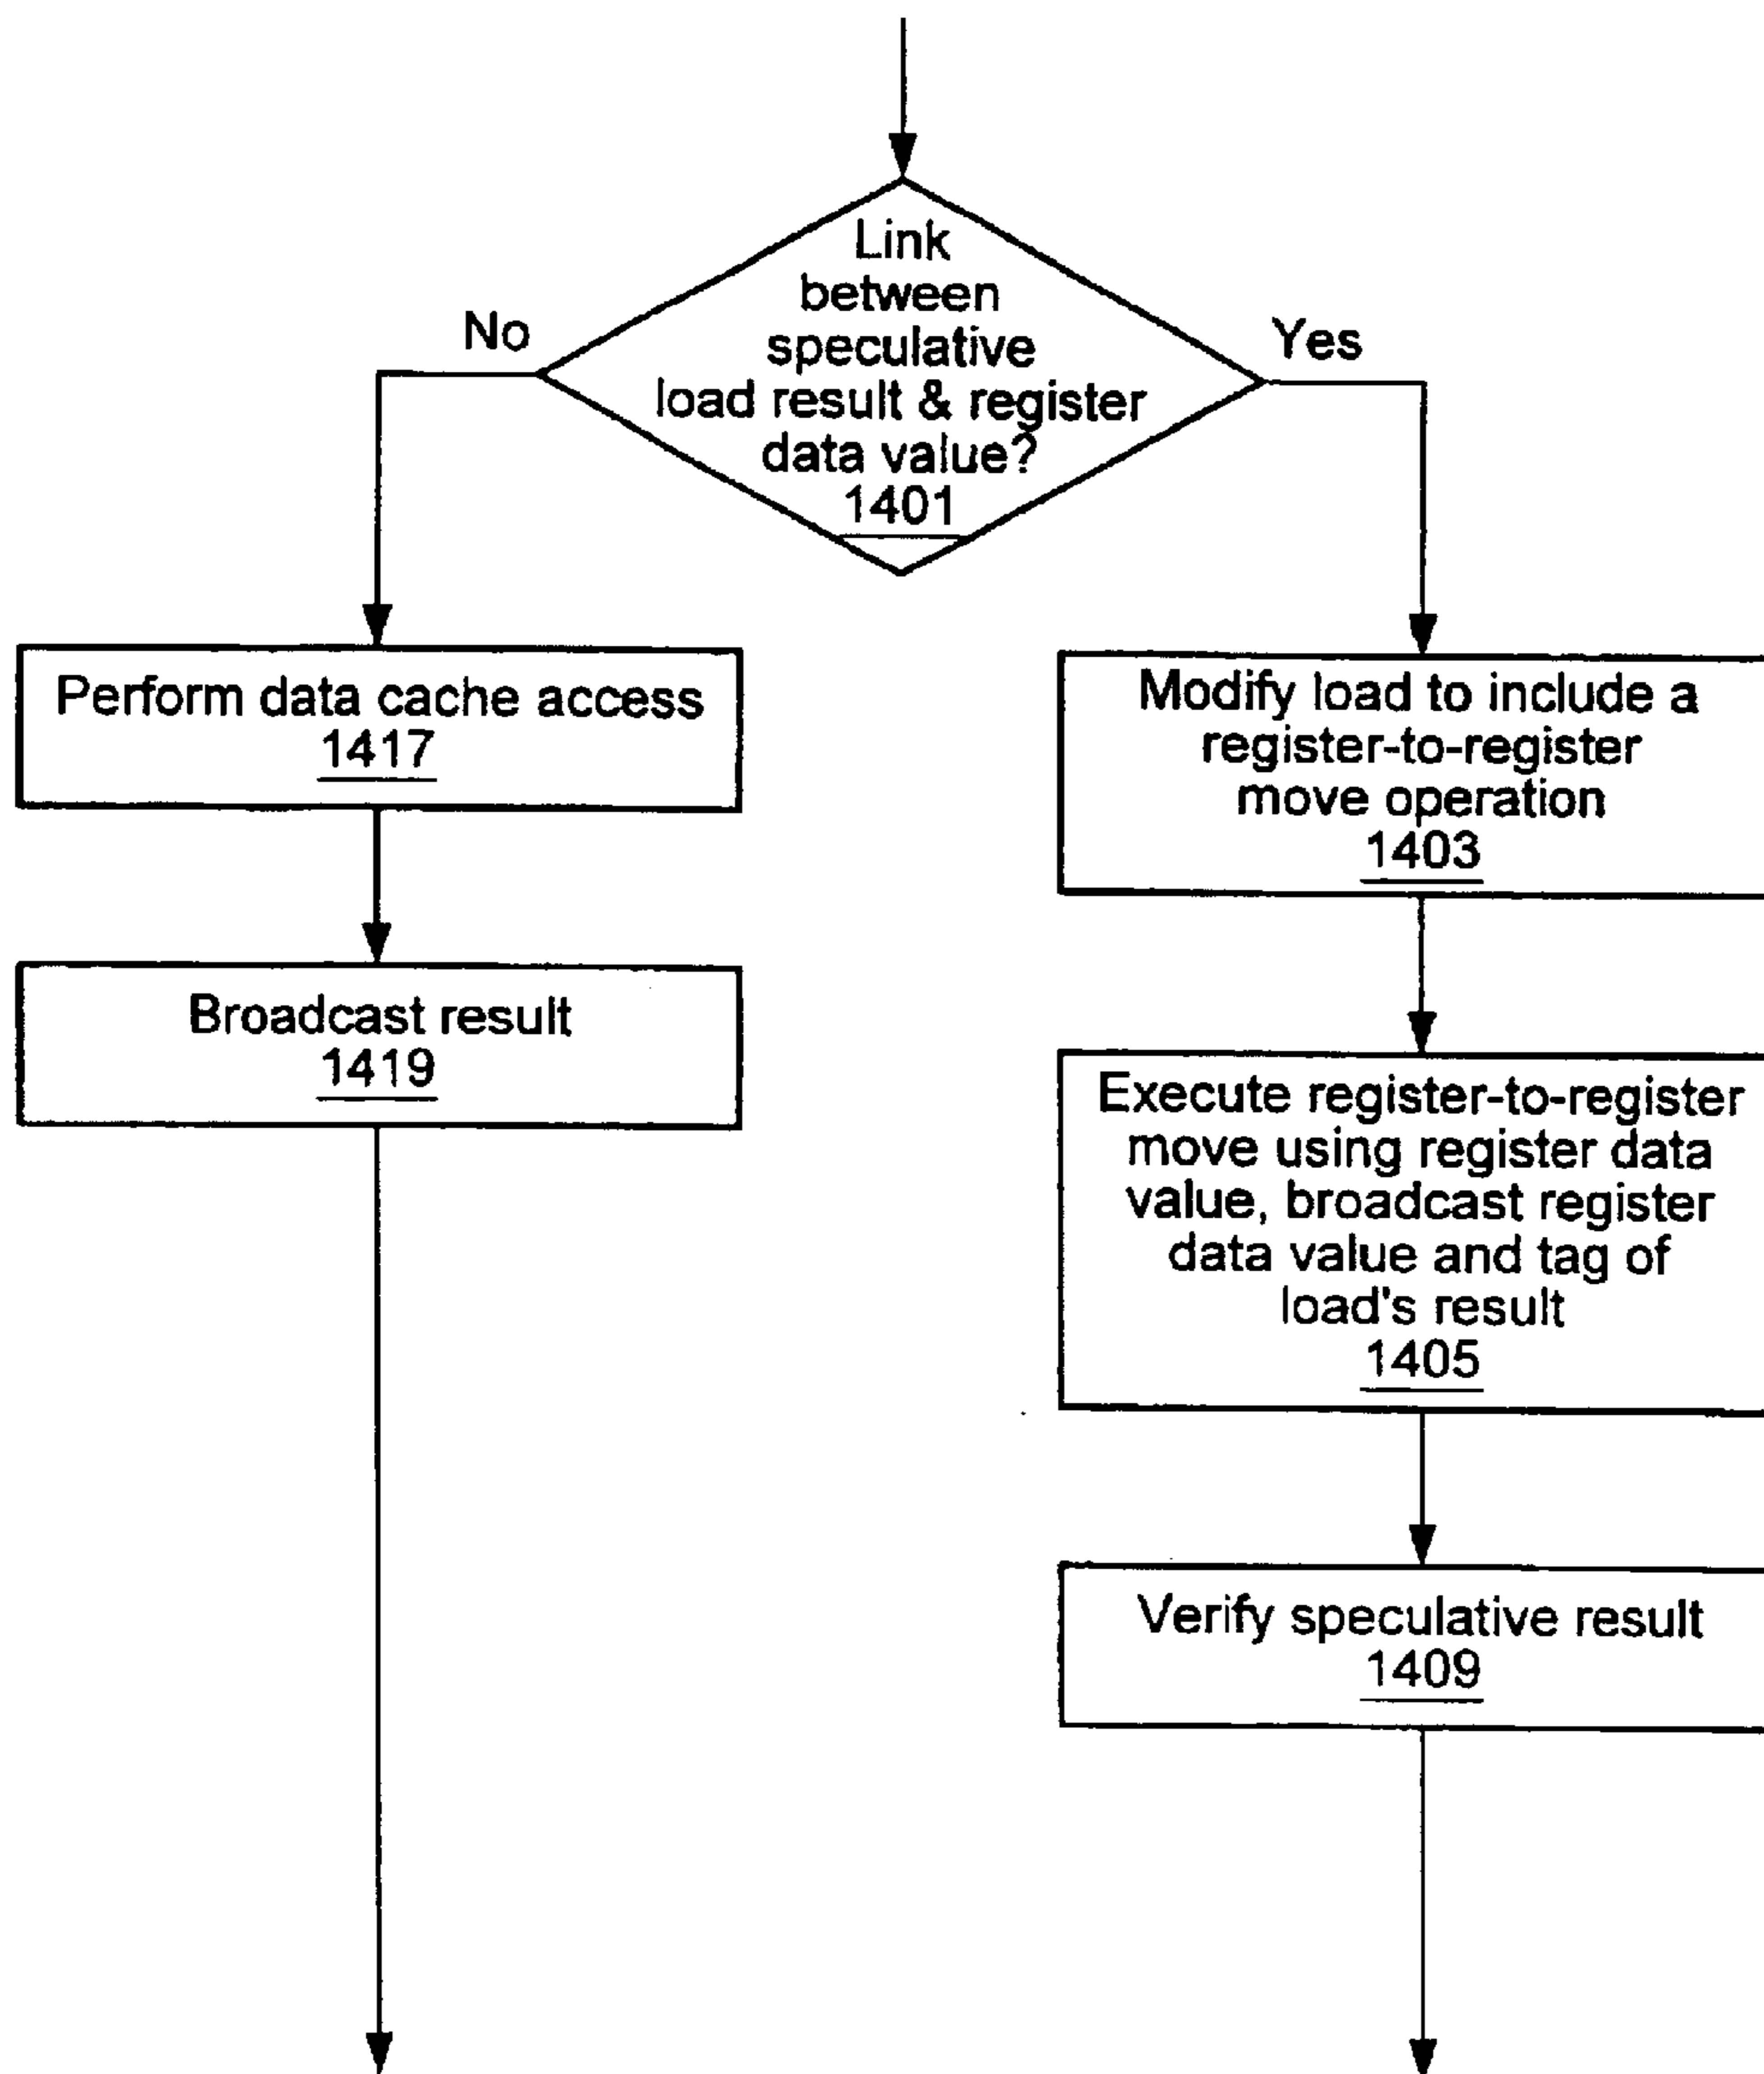 Link
between
speculative
load result & register
data value?
1401
No
Yes
Perform data cache access
1417
Broadcast result
1419
Modify load to include a
register-to-register
move operation
1403
Execute register-to-register
move using register data
value, broadcast register
data value and tag of
load's result
1405
Verify speculative result
1409